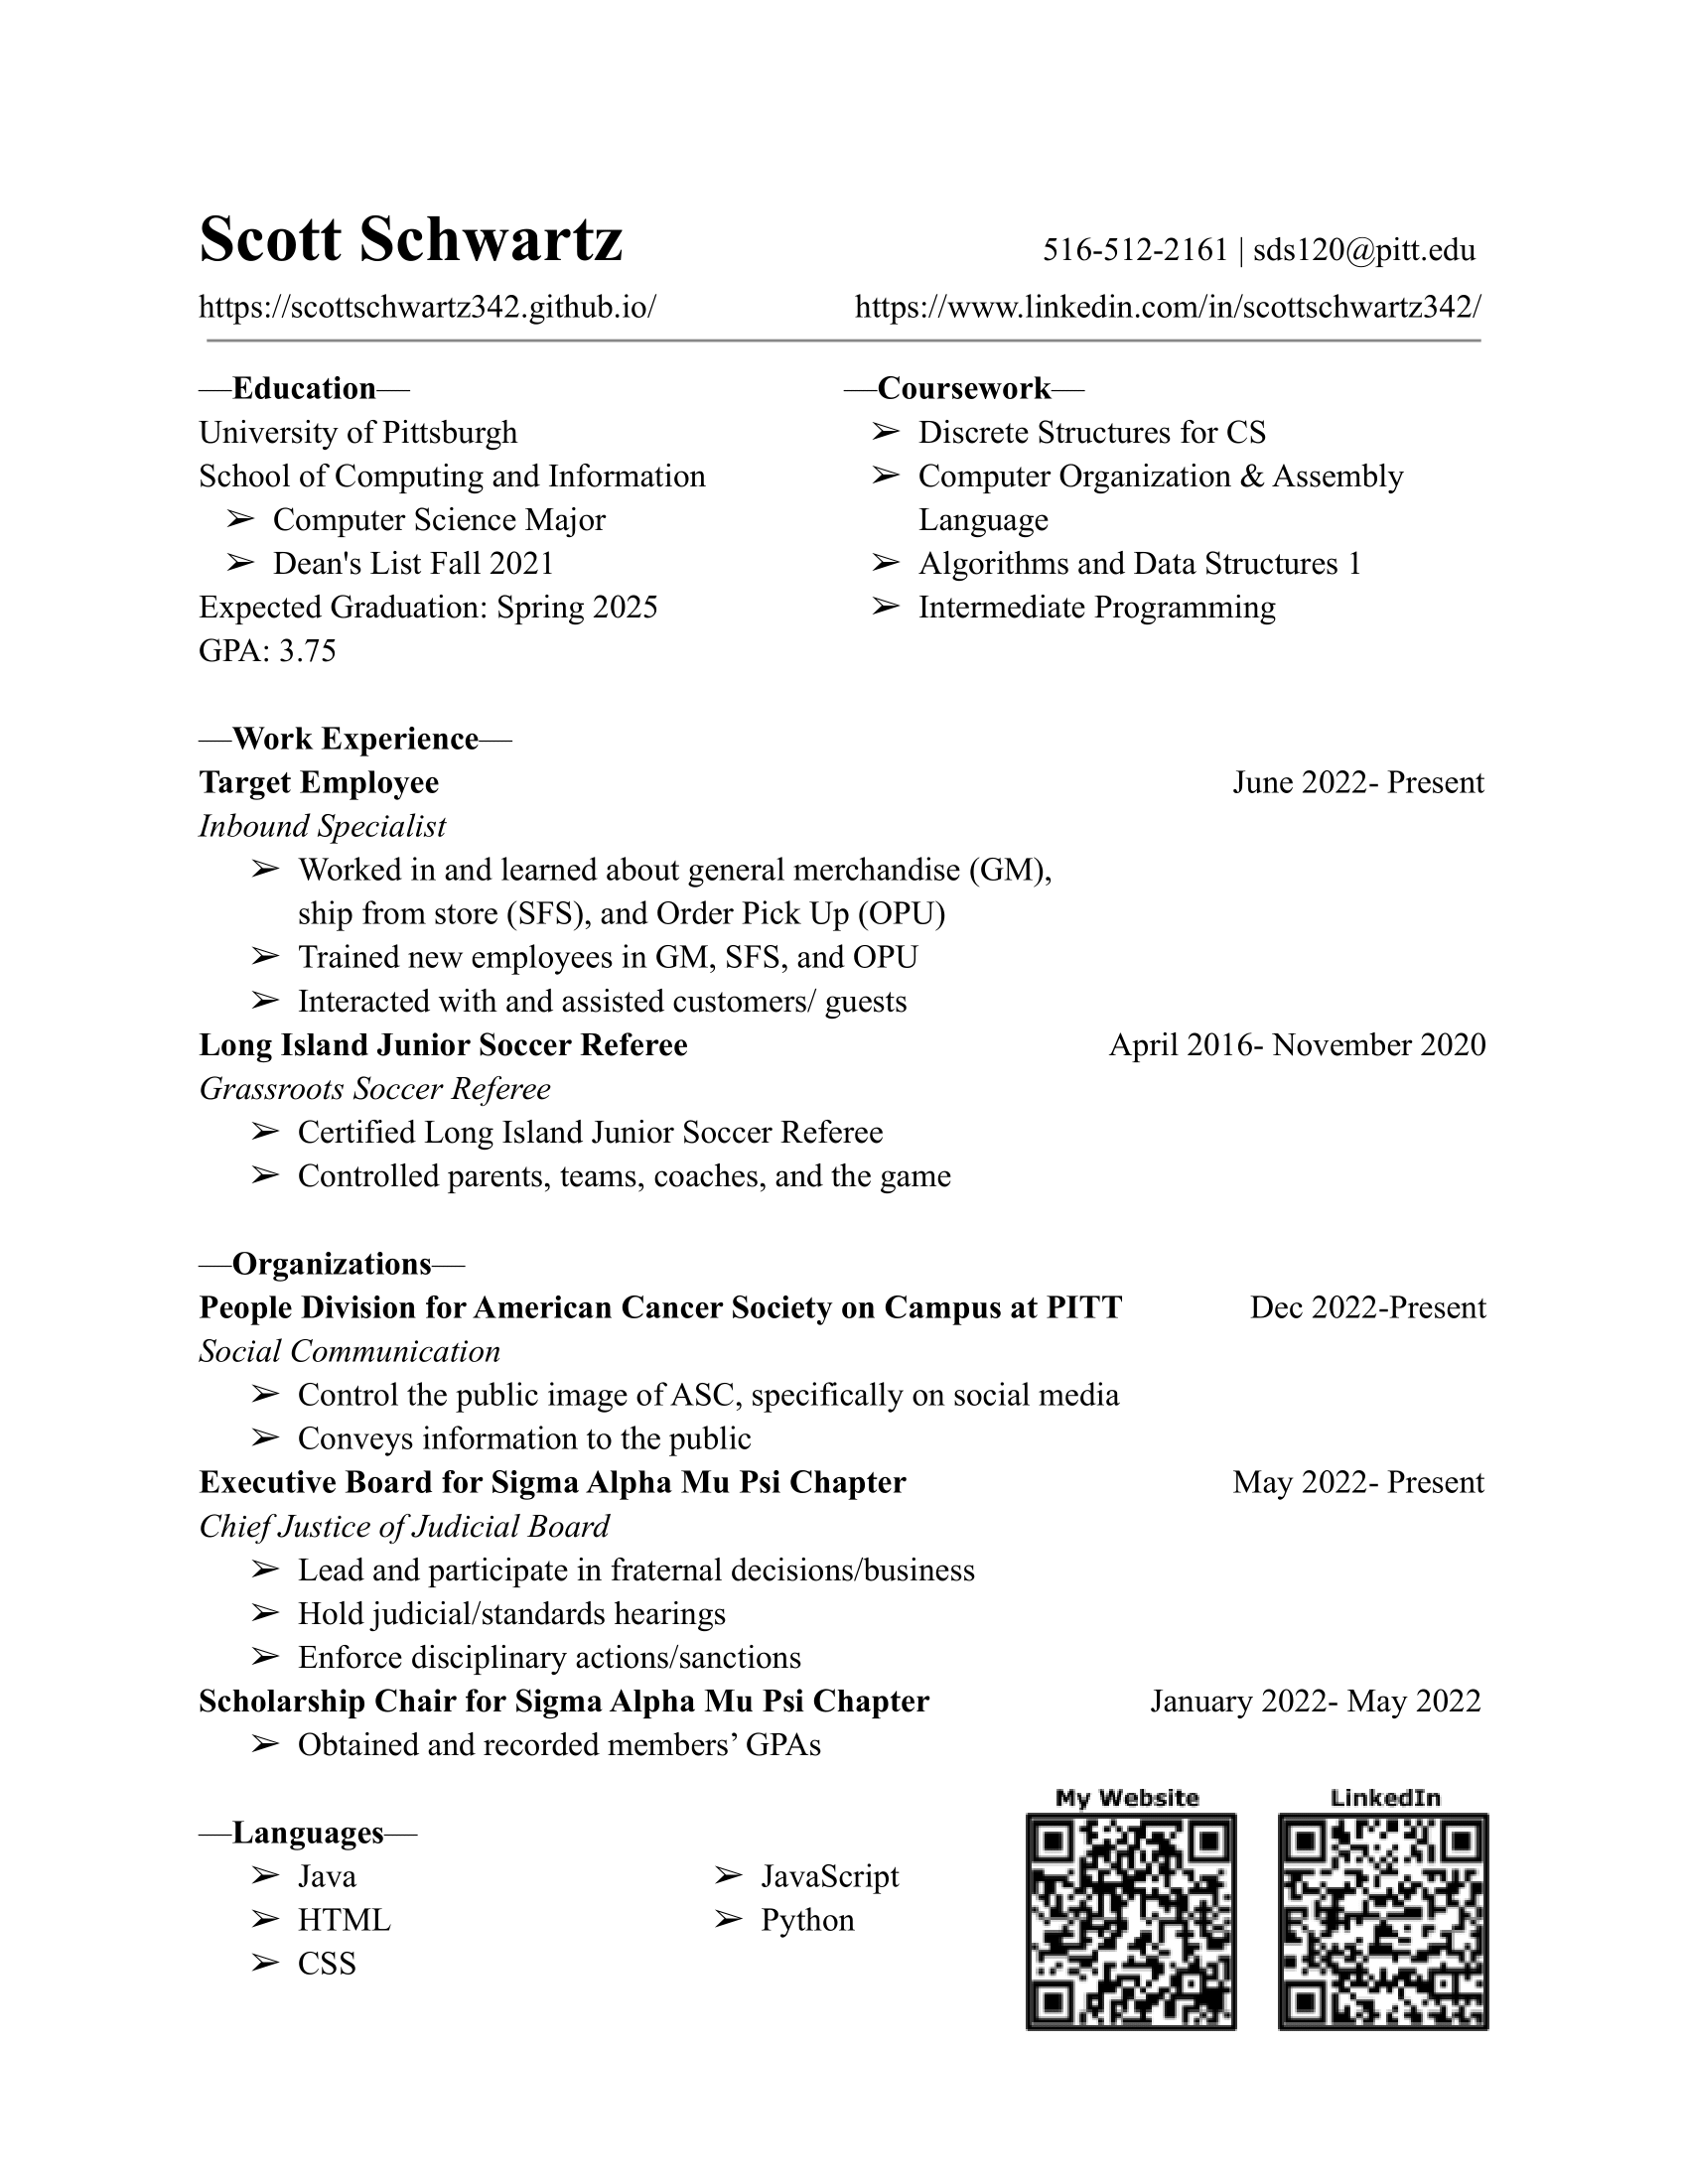 Scott Schwartz 516-512-2161 | sds120@pitt.edu
https://scottschwartz342.github.io/ https://www.linkedin.com/in/scottschwartz342/
—Education—
University of Pittsburgh
School of Computing and Information
➢ Computer Science Major
➢ Dean's List Fall 2021
Expected Graduation: Spring 2025
GPA: 3.75
—Coursework—
➢ Discrete Structures for CS
➢ Computer Organization & Assembly
Language
➢ Algorithms and Data Structures 1
➢ Intermediate Programming
—Work Experience—
Target Employee June 2022- Present
Inbound Specialist
➢ Worked in and learned about general merchandise (GM),
ship from store (SFS), and Order Pick Up (OPU)
➢ Trained new employees in GM, SFS, and OPU
➢ Interacted with and assisted customers/ guests
Long Island Junior Soccer Referee April 2016- November 2020
Grassroots Soccer Referee
➢ Certified Long Island Junior Soccer Referee
➢ Controlled parents, teams, coaches, and the game
—Organizations—
People Division for American Cancer Society on Campus at PITT Dec 2022-Present
Social Communication
➢ Control the public image of ASC, specifically on social media
➢ Conveys information to the public
Executive Board for Sigma Alpha Mu Psi Chapter May 2022- Present
Chief Justice of Judicial Board
➢ Lead and participate in fraternal decisions/business
➢ Hold judicial/standards hearings
➢ Enforce disciplinary actions/sanctions
Scholarship Chair for Sigma Alpha Mu Psi Chapter January 2022- May 2022
➢ Obtained and recorded members’ GPAs
—Languages—
➢ Java
➢ HTML
➢ CSS
➢ JavaScript
➢ Python
My Website
LinkedIn